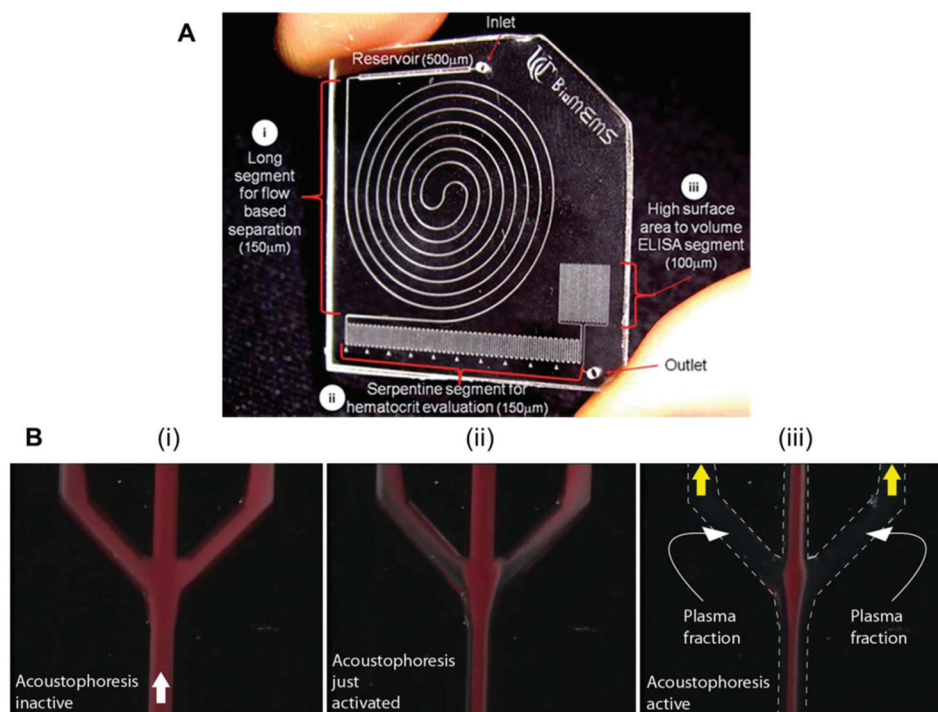 A
Inlet
Reservoir (500μm)
UC BioMEMS
i
Long
segment
for flow
based
separation
(150μm)
iii
High surface
area to volume
ELISA segment
(100μm)
Outlet
ii
Serpentine segment for
hematocrit evaluation (150μm)
B
(i)
(ii)
(iii)
Acoustophoresis
inactive
Acoustophoresis
just
activated
Plasma
fraction
Plasma
fraction
Acoustophoresis
active